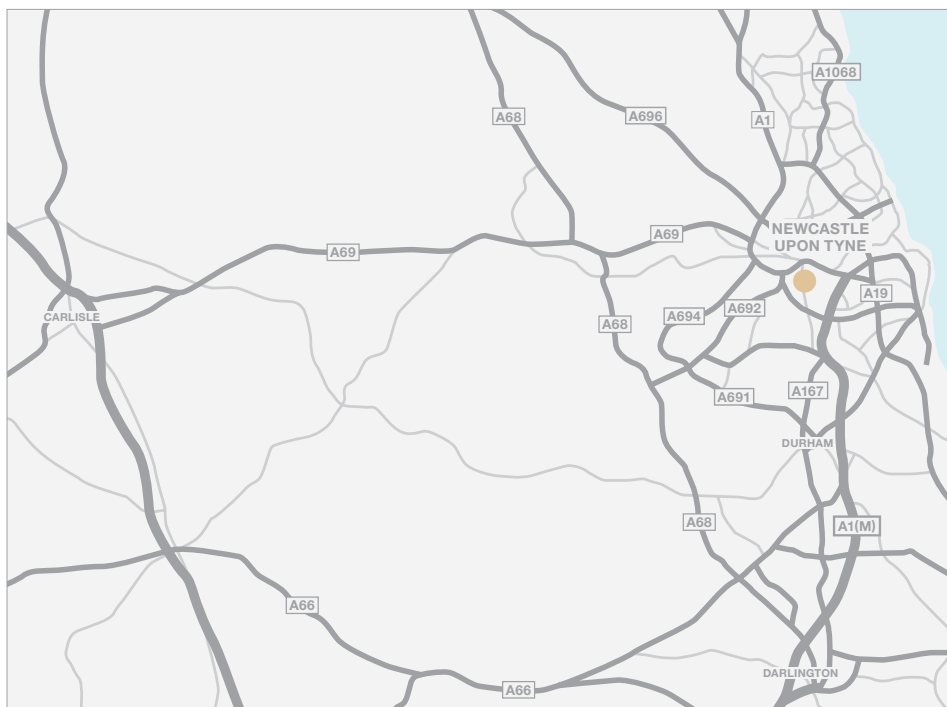 A1068
A68
A696
A1
NEWCASTLE
UPON TYNE
A69
A69
A19
A692
A694
CARLISLE
A68
A167
A691
DURHAM
A68
A1(M)
A66
DARLINGTON
A66